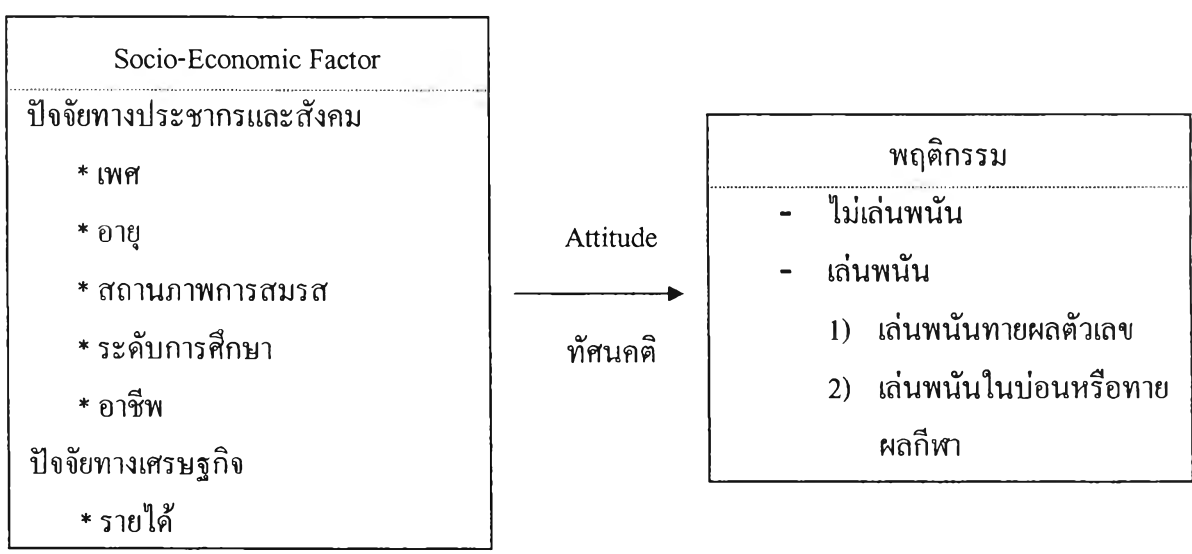 Socio-Economic Factor
ปัจจัยทางประชากรและสังคม
* เพศ
* อายุ
* สถานภาพการสมรส
* ระดับการศึกษา
* อาชีพ
ปัจจัยทางเศรษฐกิจ
* รายได้
Attitude
ทัศนคติ
พฤติกรรม
- ไม่เล่นพนัน
- เล่นพนัน
1) เล่นพนันทายผลตัวเลข
2) เล่นพนันในบ่อนหรือทาย
ผลกีฬา